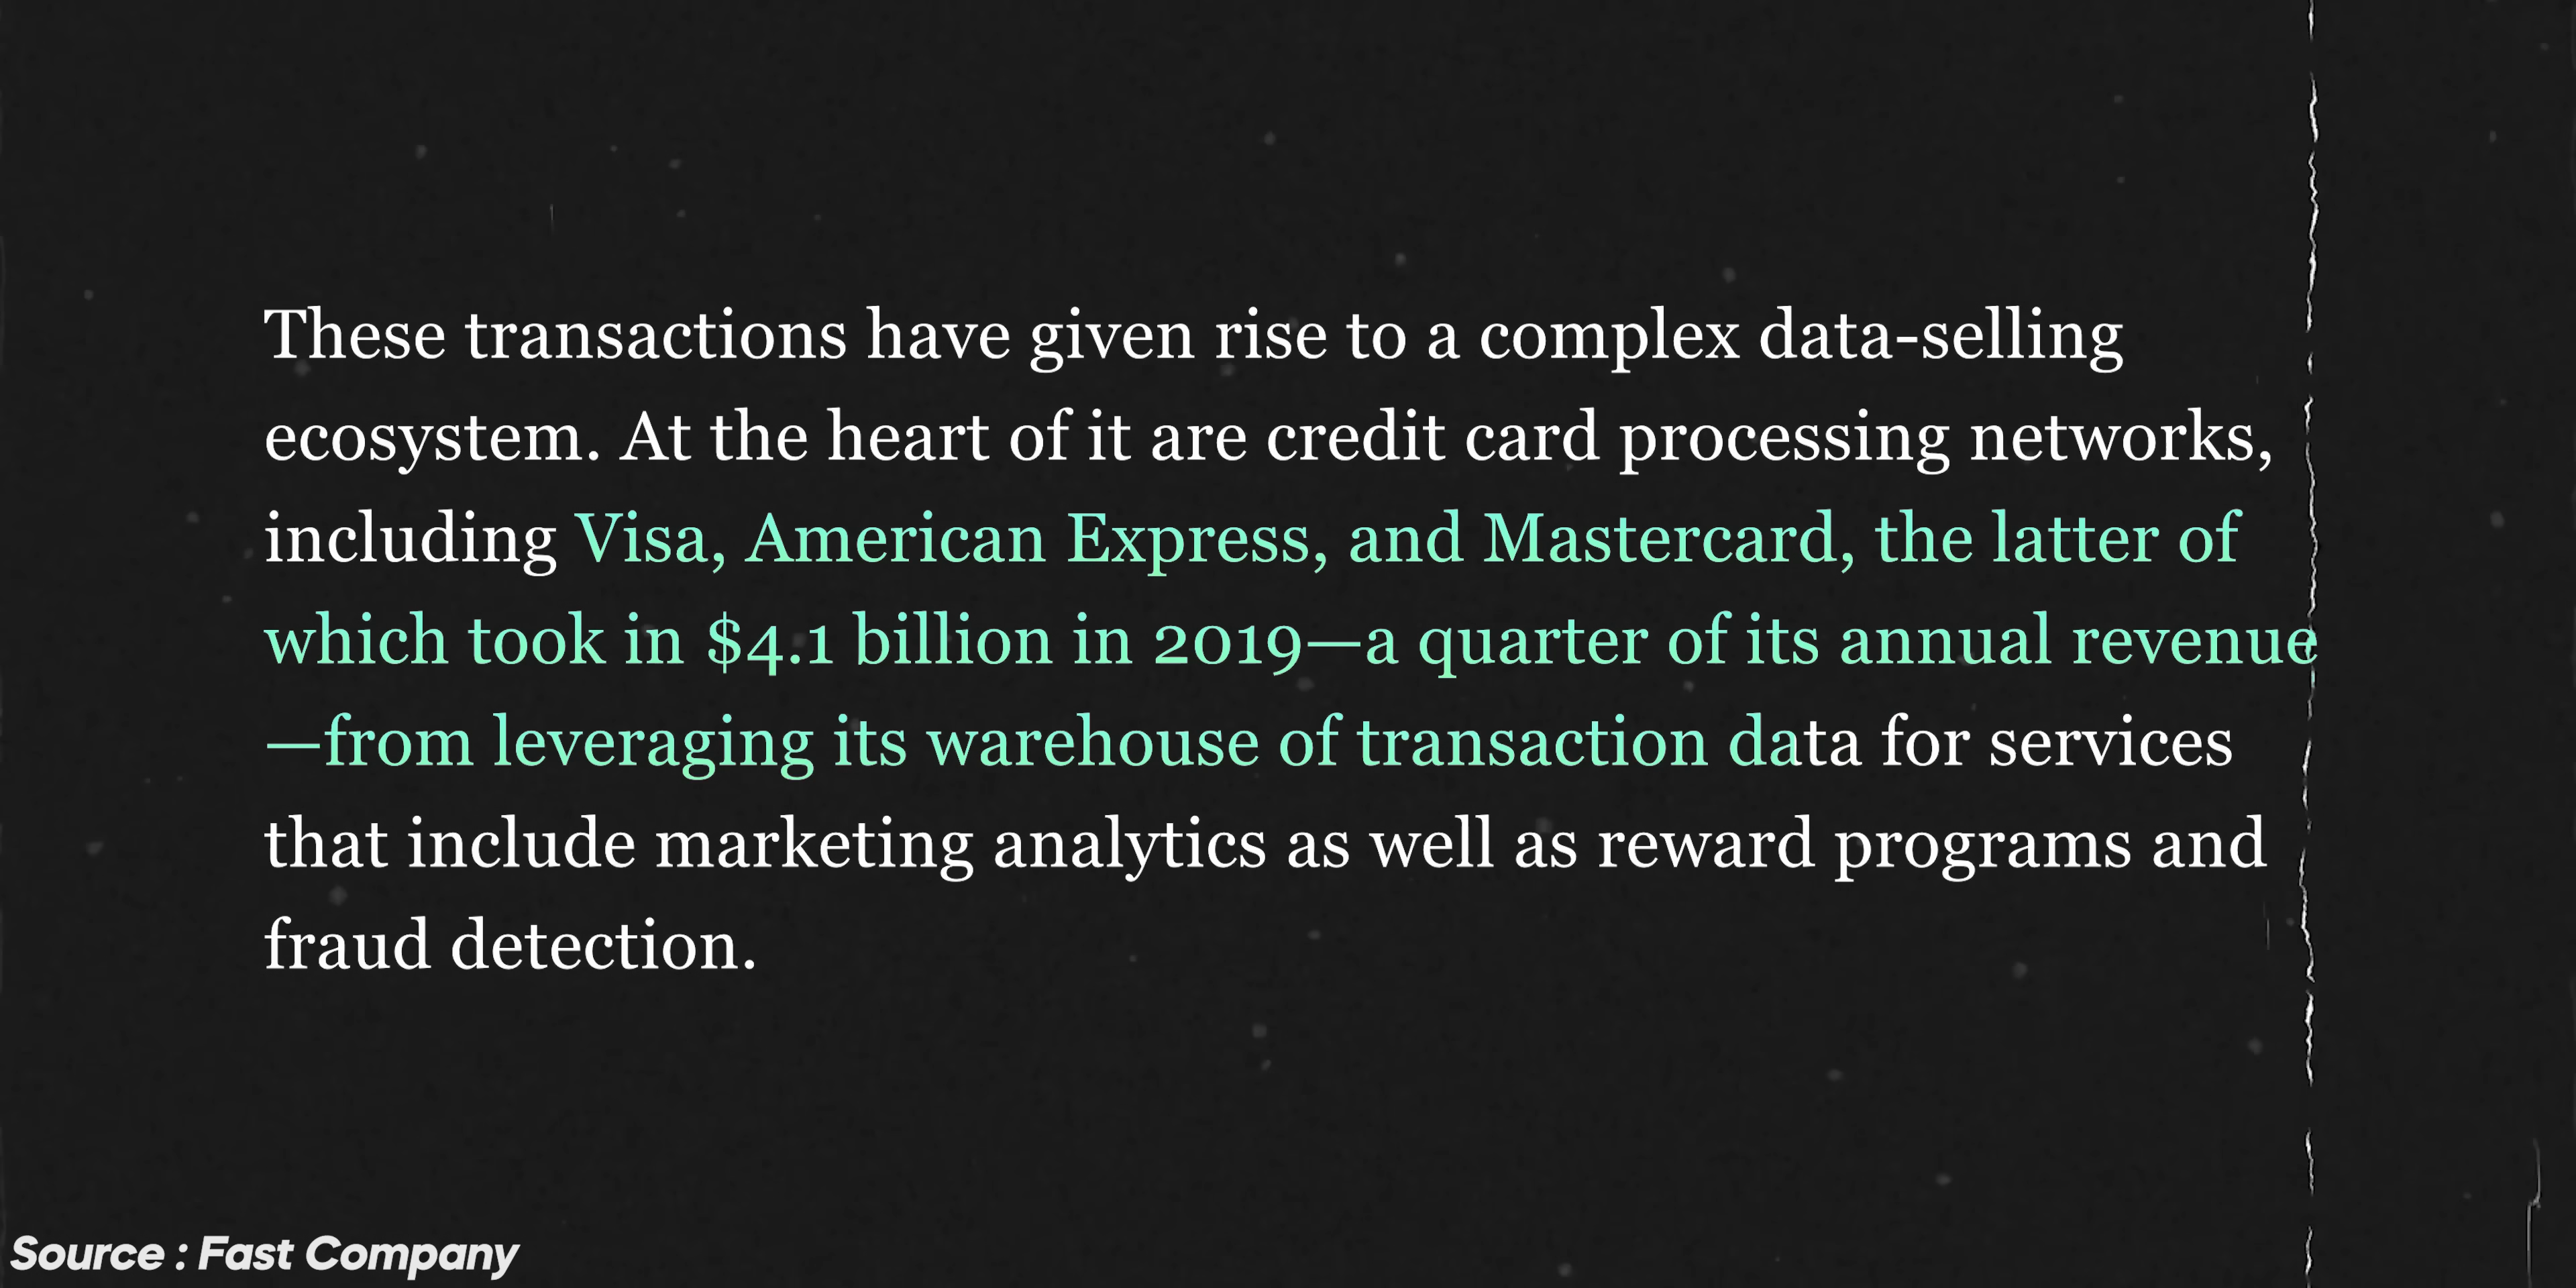 These transactions have given rise to a complex data-selling
ecosystem. At the heart of it are credit card processing networks,
including Visa, American Express, and Mastercard, the latter of
which took in $4.1 billion in 2019—a quarter of its annual revenue
—from leveraging its warehouse of transaction data for services
that include marketing analytics as well as reward programs and
fraud detection.
Source : Fast Company